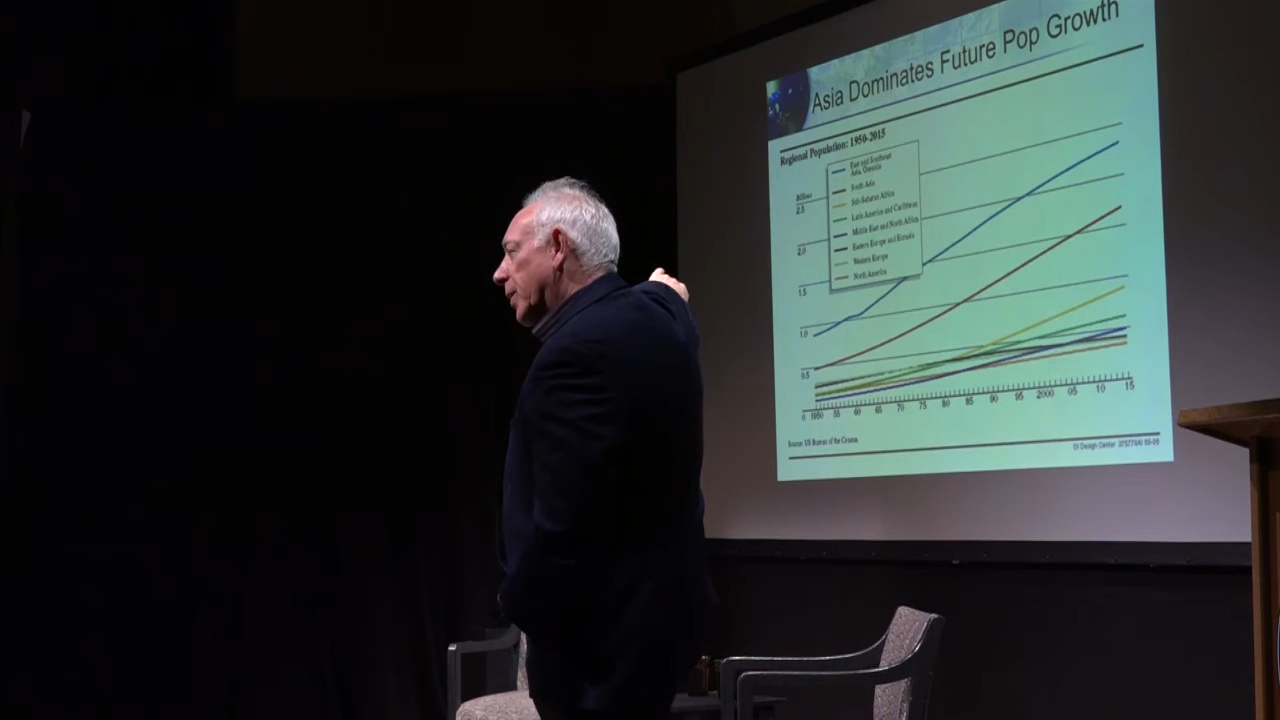 Asia Dominates Future Pop Growth
Regional Population: 1950-2015
East and Southeast
Asia, Oceania
South Asia
Sub-Saharan Africa
Latin America and Caribbean
Middle East and North Africa
Eastern Europe and Eurasia
Western Europe
North America
Billions
2.5
2.0
1.5
1.0
0.5
0
1950 55 60 65 70 75 80 85 90 95 2000 05 10 15
Source: US Bureau of the Census.
DI Design Center